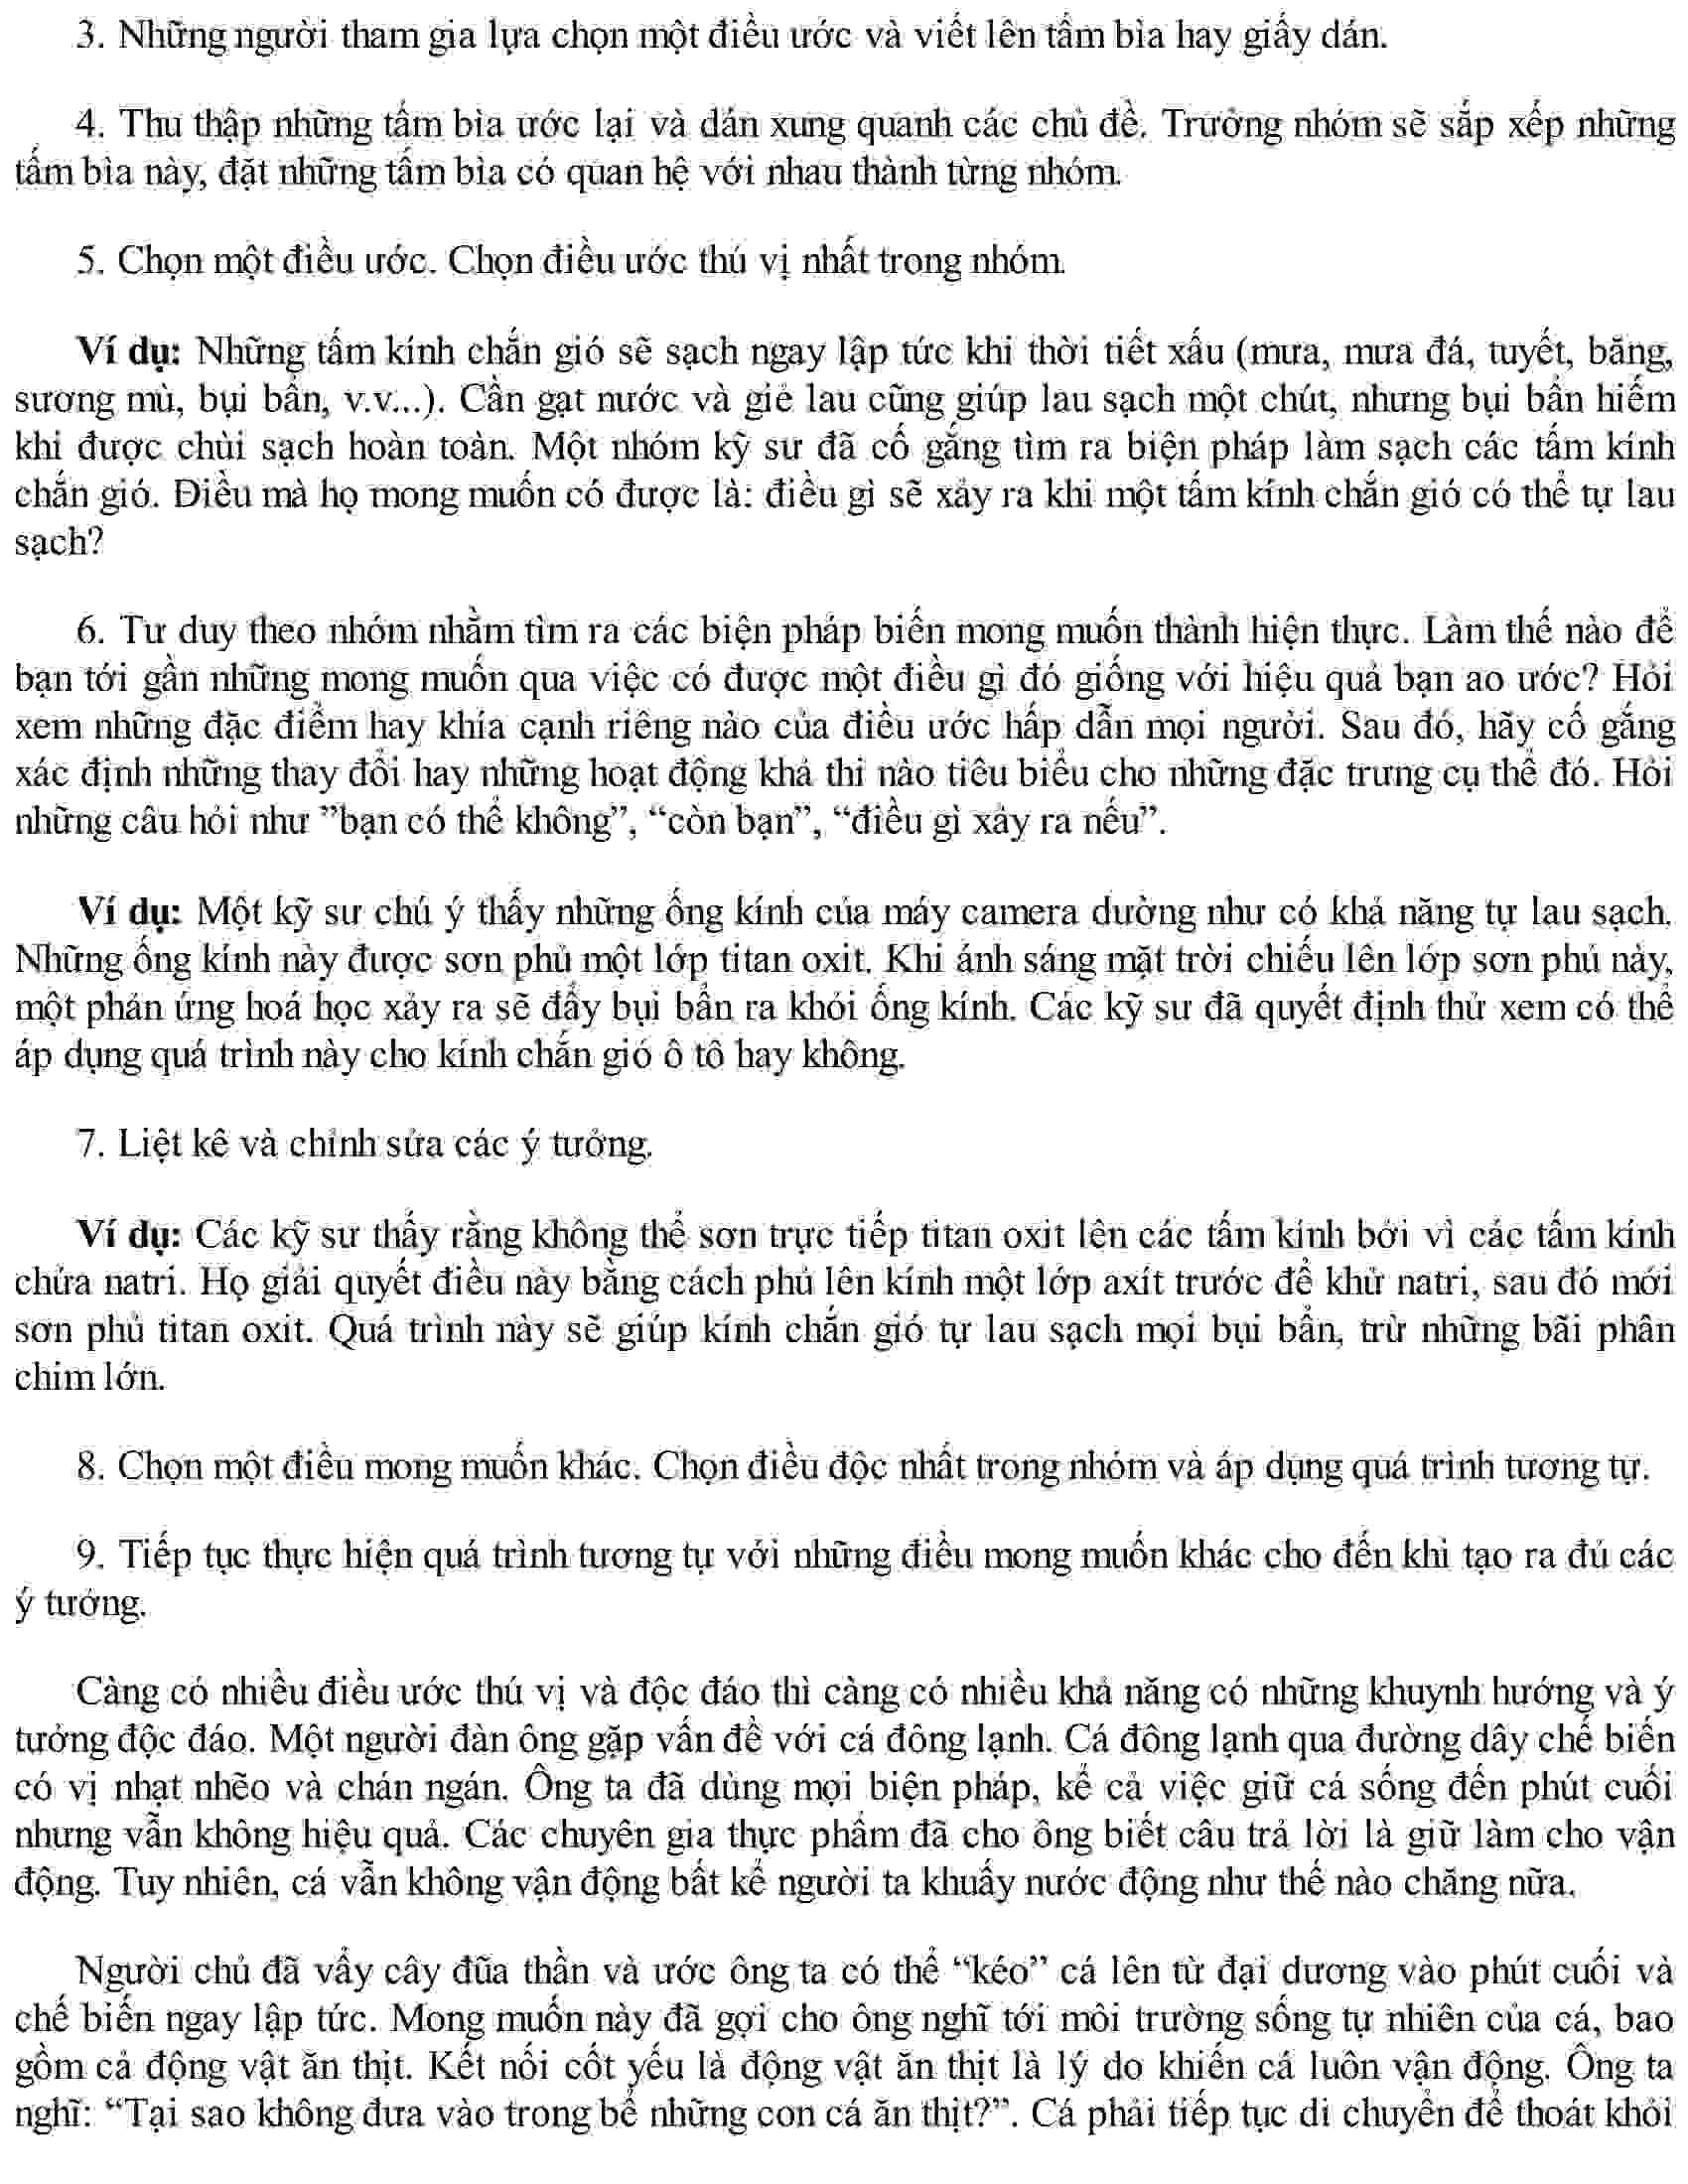 3. Những người tham gia lựa chọn một điều ước và viết lên tấm bìa hay giấy dán.
4. Thu thập những tấm bìa ước lại và dán xung quanh các chủ đề. Trưởng nhóm sẽ sắp xếp những
tấm bìa này, đặt những tấm bìa có quan hệ với nhau thành từng nhóm.
5. Chọn một điều ước. Chọn điều ước thú vị nhất trong nhóm.
Ví dụ: Những tấm kính chắn gió sẽ sạch ngay lập tức khi thời tiết xấu (mưa, mưa đá, tuyết, băng,
sương mù, bụi bẩn, v.v...). Cần gạt nước và giẻ lau cũng giúp lau sạch một chút, nhưng bụi bẩn hiếm
khi được chùi sạch hoàn toàn. Một nhóm kỹ sư đã cố gắng tìm ra biện pháp làm sạch các tấm kính
chắn gió. Điều mà họ mong muốn có được là: điều gì sẽ xảy ra khi một tấm kính chắn gió có thể tự lau
sạch?
6. Tư duy theo nhóm nhằm tìm ra các biện pháp biến mong muốn thành hiện thực. Làm thế nào để
bạn tới gần những mong muốn qua việc có được một điều gì đó giống với hiệu quả bạn ao ước? Hỏi
xem những đặc điểm hay khía cạnh riêng nào của điều ước hấp dẫn mọi người. Sau đó, hãy cố gắng
xác định những thay đổi hay những hoạt động khả thi nào tiêu biểu cho những đặc trưng cụ thể đó. Hỏi
những câu hỏi như ”bạn có thể không”, “còn bạn”, “điều gì xảy ra nếu”.
Ví dụ: Một kỹ sư chú ý thấy những ống kính của máy camera dường như có khả năng tự lau sạch.
Những ống kính này được sơn phủ một lớp titan oxit. Khi ánh sáng mặt trời chiếu lên lớp sơn phủ này,
một phản ứng hoá học xảy ra sẽ đẩy bụi bẩn ra khỏi ống kính. Các kỹ sư đã quyết định thử xem có thể
áp dụng quá trình này cho kính chắn gió ô tô hay không.
7. Liệt kê và chỉnh sửa các ý tưởng.
Ví dụ: Các kỹ sư thấy rằng không thể sơn trực tiếp titan oxit lên các tấm kính bởi vì các tấm kính
chứa natri. Họ giải quyết điều này bằng cách phủ lên kính một lớp axít trước để khử natri, sau đó mới
sơn phủ titan oxit. Quá trình này sẽ giúp kính chắn gió tự lau sạch mọi bụi bẩn, trừ những bãi phân
chim lớn.
8. Chọn một điều mong muốn khác. Chọn điều độc nhất trong nhóm và áp dụng quá trình tương tự.
9. Tiếp tục thực hiện quá trình tương tự với những điều mong muốn khác cho đến khi tạo ra đủ các
ý tưởng.
Càng có nhiều điều ước thú vị và độc đáo thì càng có nhiều khả năng có những khuynh hướng và ý
tưởng độc đáo. Một người đàn ông gặp vấn đề với cá đông lạnh. Cá đông lạnh qua đường dây chế biến
có vị nhạt nhẽo và chán ngán. Ông ta đã dùng mọi biện pháp, kể cả việc giữ cá sống đến phút cuối
nhưng vẫn không hiệu quả. Các chuyên gia thực phẩm đã cho ông biết câu trả lời là giữ làm cho vận
động. Tuy nhiên, cá vẫn không vận động bất kể người ta khuấy nước động như thế nào chăng nữa.
Người chủ đã vẩy cây đũa thần và ước ông ta có thể “kéo” cá lên từ đại dương vào phút cuối và
chế biến ngay lập tức. Mong muốn này đã gợi cho ông nghĩ tới môi trường sống tự nhiên của cá, bao
gồm cả động vật ăn thịt. Kết nối cốt yếu là động vật ăn thịt là lý do khiến cá luôn vận động. Ông ta
nghĩ: “Tại sao không đưa vào trong bể những con cá ăn thịt?”. Cá phải tiếp tục di chuyển để thoát khỏi